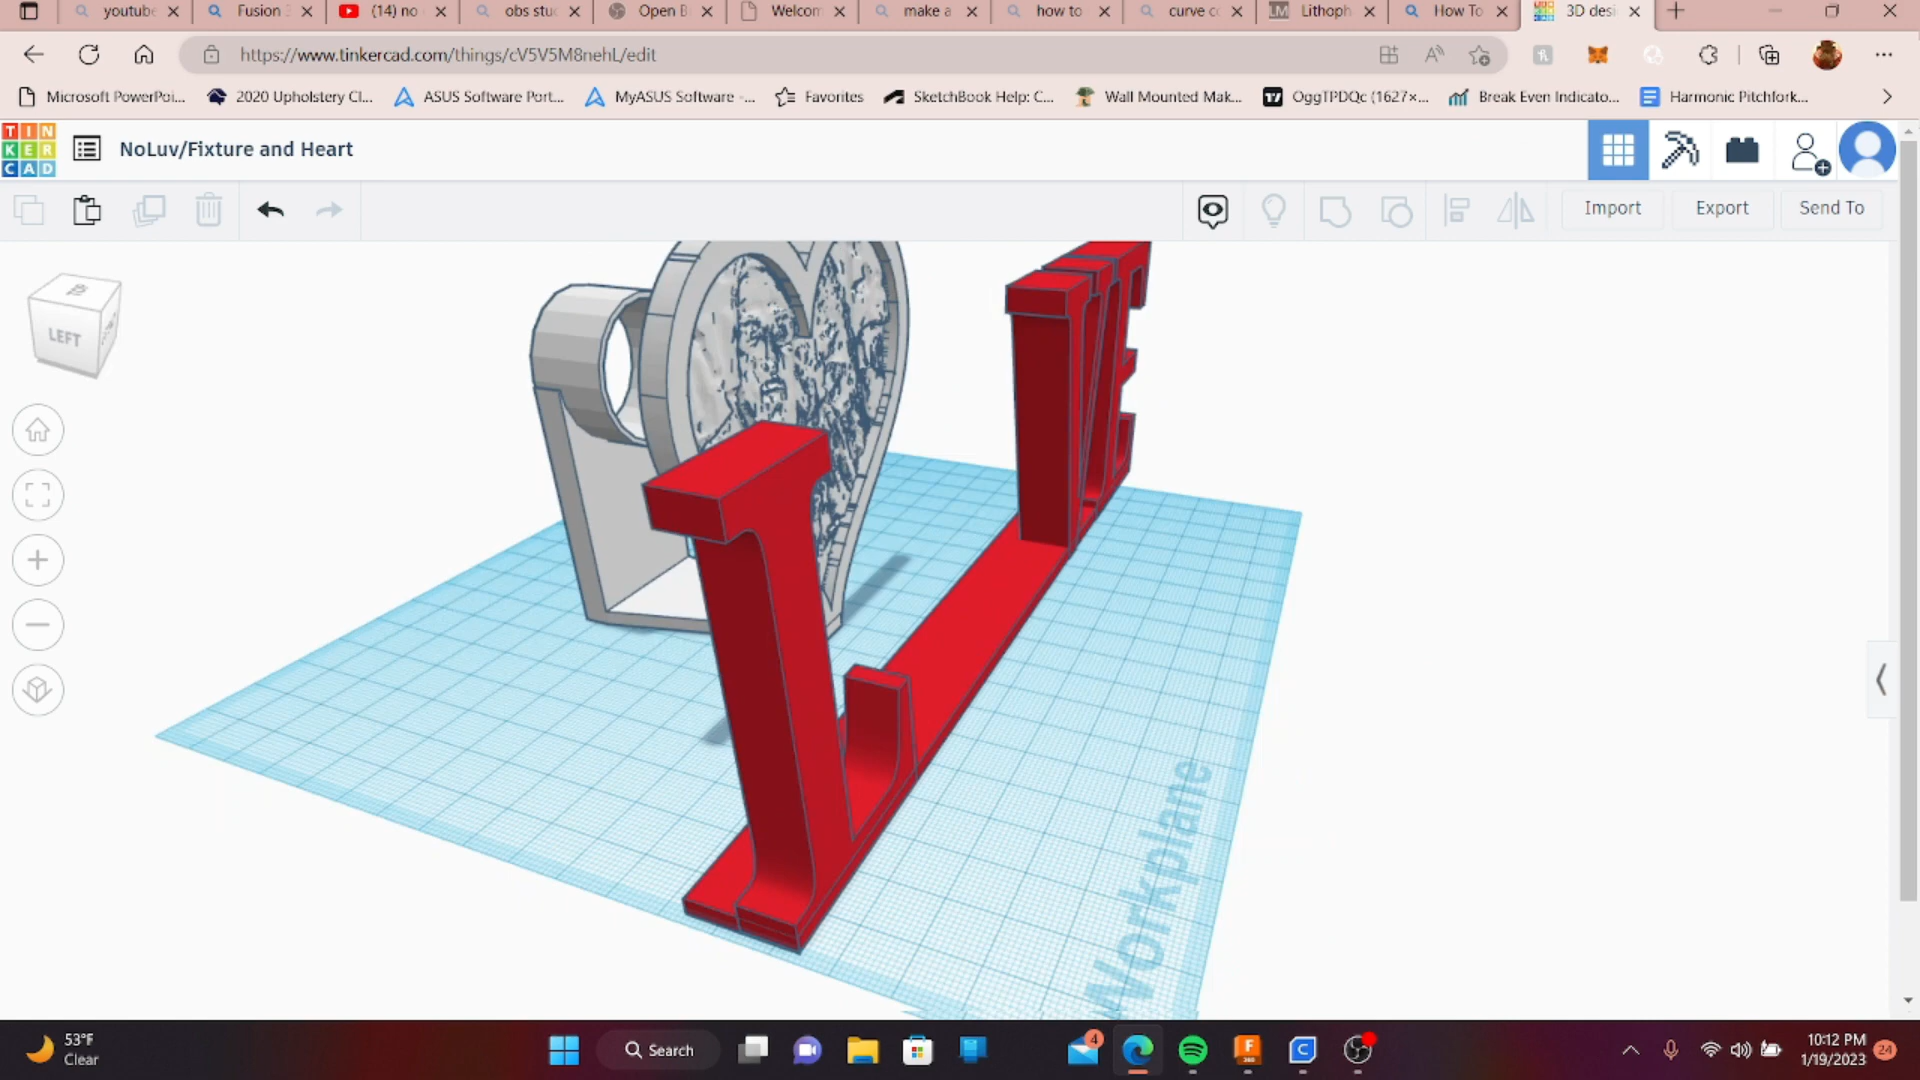 youtube
Fusion
(14) no
obs stu
Open B
Welcom
make a
how to
curve c
Lithoph
How To
3D desi
https://www.tinkercad.com/things/cV5V5M8nehL/edit
Microsoft PowerPoi...
2020 Upholstery Cl...
ASUS Software Port...
MyASUS Software -...
Favorites
SketchBook Help: C...
Wall Mounted Mak...
OggTPDQc (1627×...
Break Even Indicato...
Harmonic Pitchfork...
TIN
KER
CAD
NoLuv/Fixture and Heart
Import
Export
Send To
LEFT
LVE
Workplane
53°F
Clear
Search
4
10:12 PM
1/19/2023
24